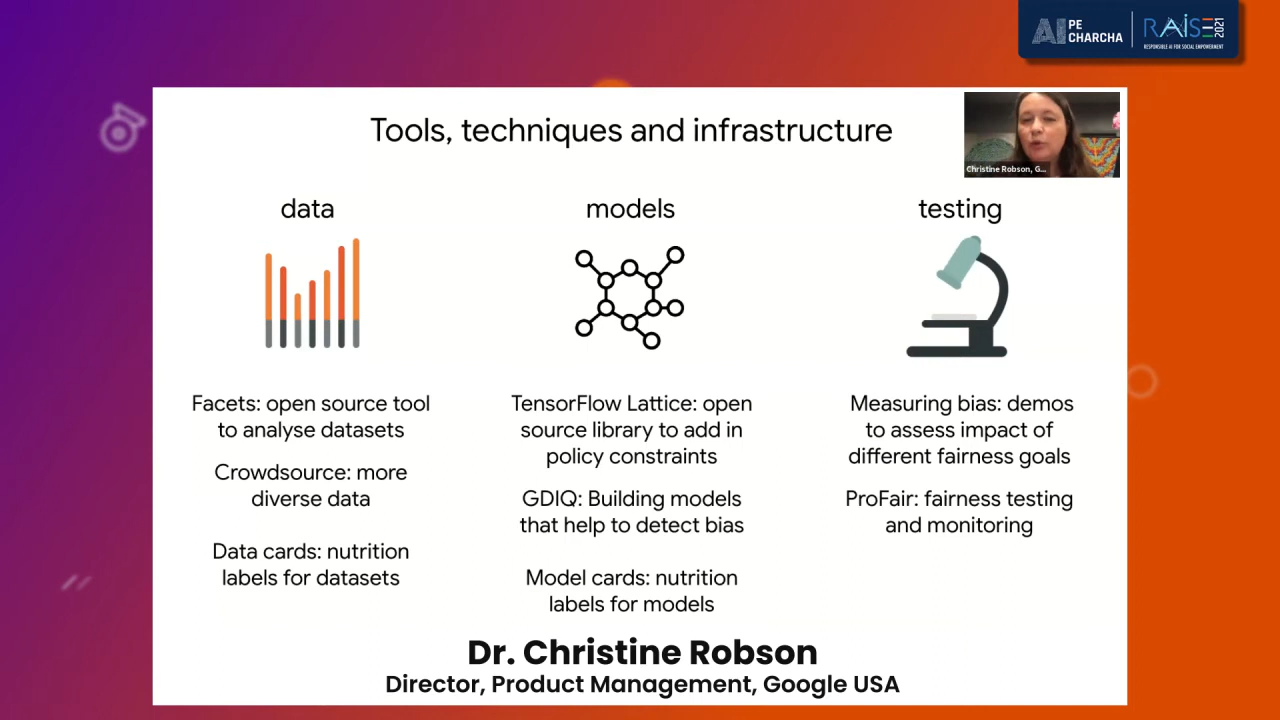 AI PE CHARCHA
RAISE 2021
RESPONSIBLE AI FOR SOCIAL EMPOWERMENT
Tools, techniques and infrastructure
Christine Robson, G...
data
Facets: open source tool
to analyse datasets
Crowdsource: more
diverse data
Data cards: nutrition
labels for datasets
models
TensorFlow Lattice: open
source library to add in
policy constraints
GDIQ: Building models
that help to detect bias
Model cards: nutrition
labels for models
testing
Measuring bias: demos
to assess impact of
different fairness goals
ProFair: fairness testing
and monitoring
Dr. Christine Robson
Director, Product Management, Google USA